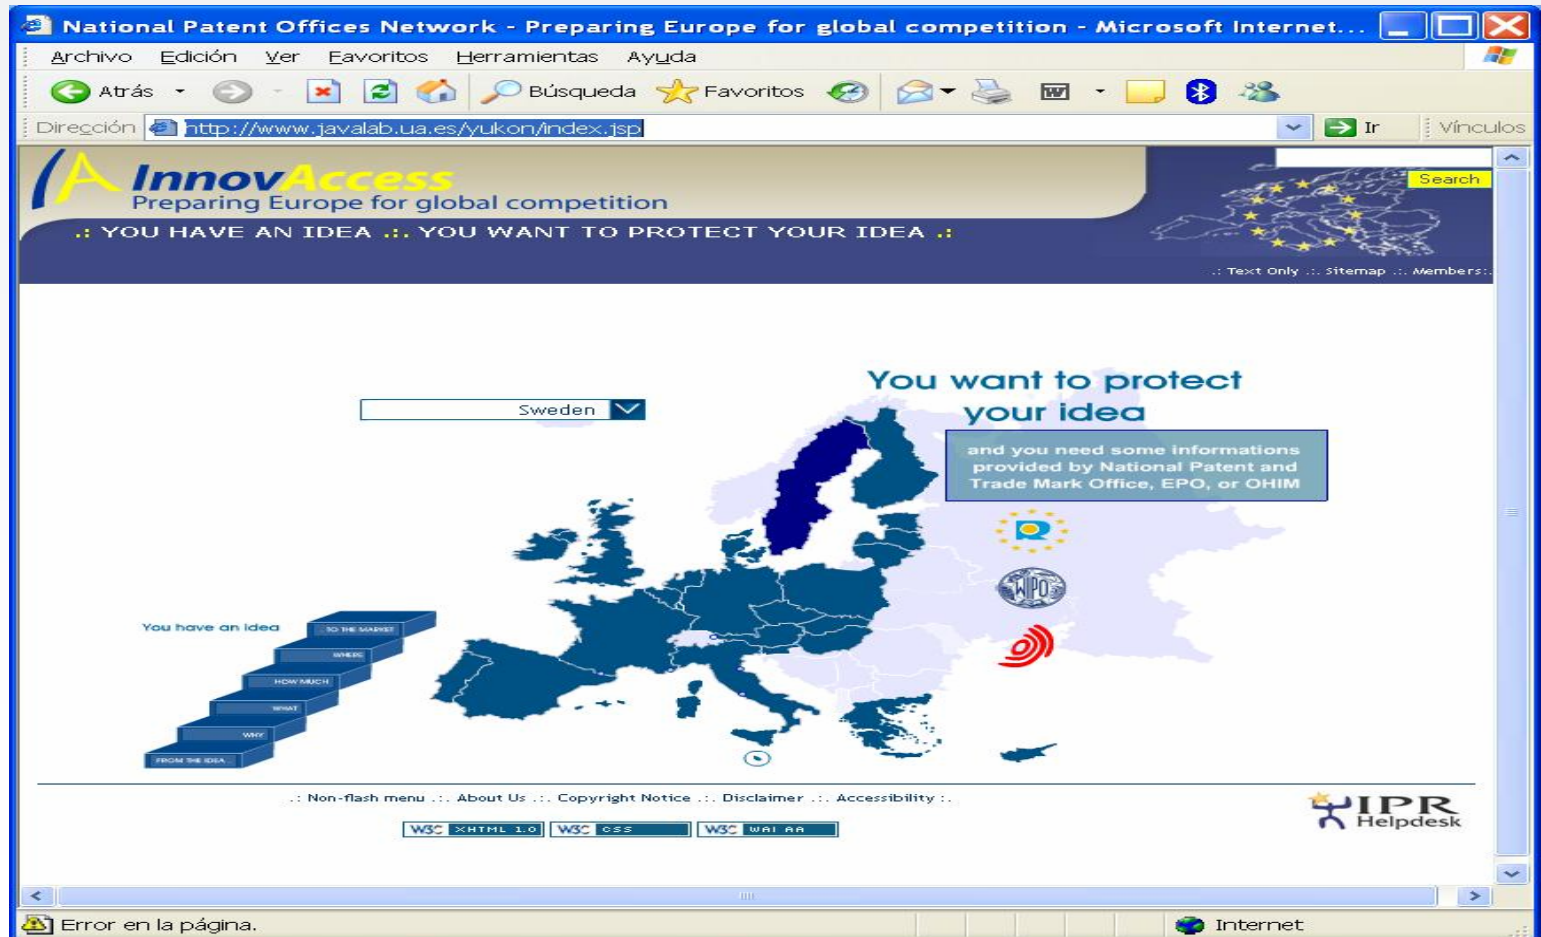 National Patent Offices Network - Preparing Europe for global competition - Microsoft Internet...
Archivo Edición Ver Favoritos Herramientas Ayuda
Atrás Búsqueda Favoritos
Dirección http://www.javalab.ua.es/yukon/index.jsp Ir Vínculos
InnovAccess
Preparing Europe for global competition
Search
.: YOU HAVE AN IDEA .:. YOU WANT TO PROTECT YOUR IDEA .:
.: Text Only .:. Sitemap .:. Members:.
You want to protect
your idea
Sweden
and you need some informations
provided by National Patent and
Trade Mark Office, EPO, or OHIM
R
WIPO
You have an idea
TO THE MARKET
WHERE
HOW MUCH
WHAT
WHY
FROM THE IDEA
.: Non-flash menu .:. About Us .:. Copyright Notice .:. Disclaimer .:. Accessibility :.
IPR
Helpdesk
W3C XHTML 1.0 W3C CSS W3C WAI AA
Error en la página. Internet